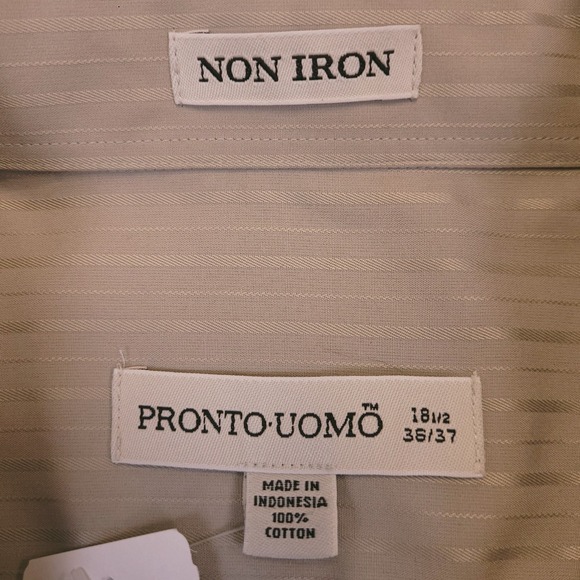 NON IRON
PRONTO·UOMO™ 18 1/2
36/37
MADE IN
INDONESIA
100%
COTTON